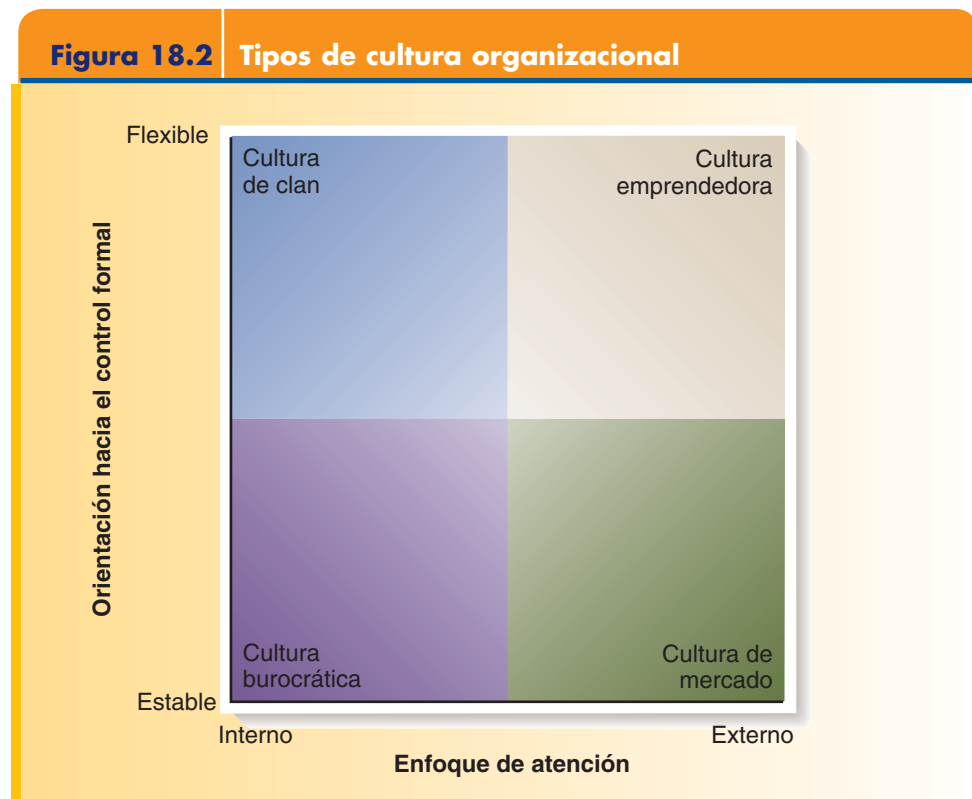 Figura 18.2 Tipos de cultura organizacional
Flexible
Cultura
de clan
Cultura
emprendedora
Orientación hacia el control formal
Cultura
burocrática
Cultura de
mercado
Estable
Interno
Externo
Enfoque de atención